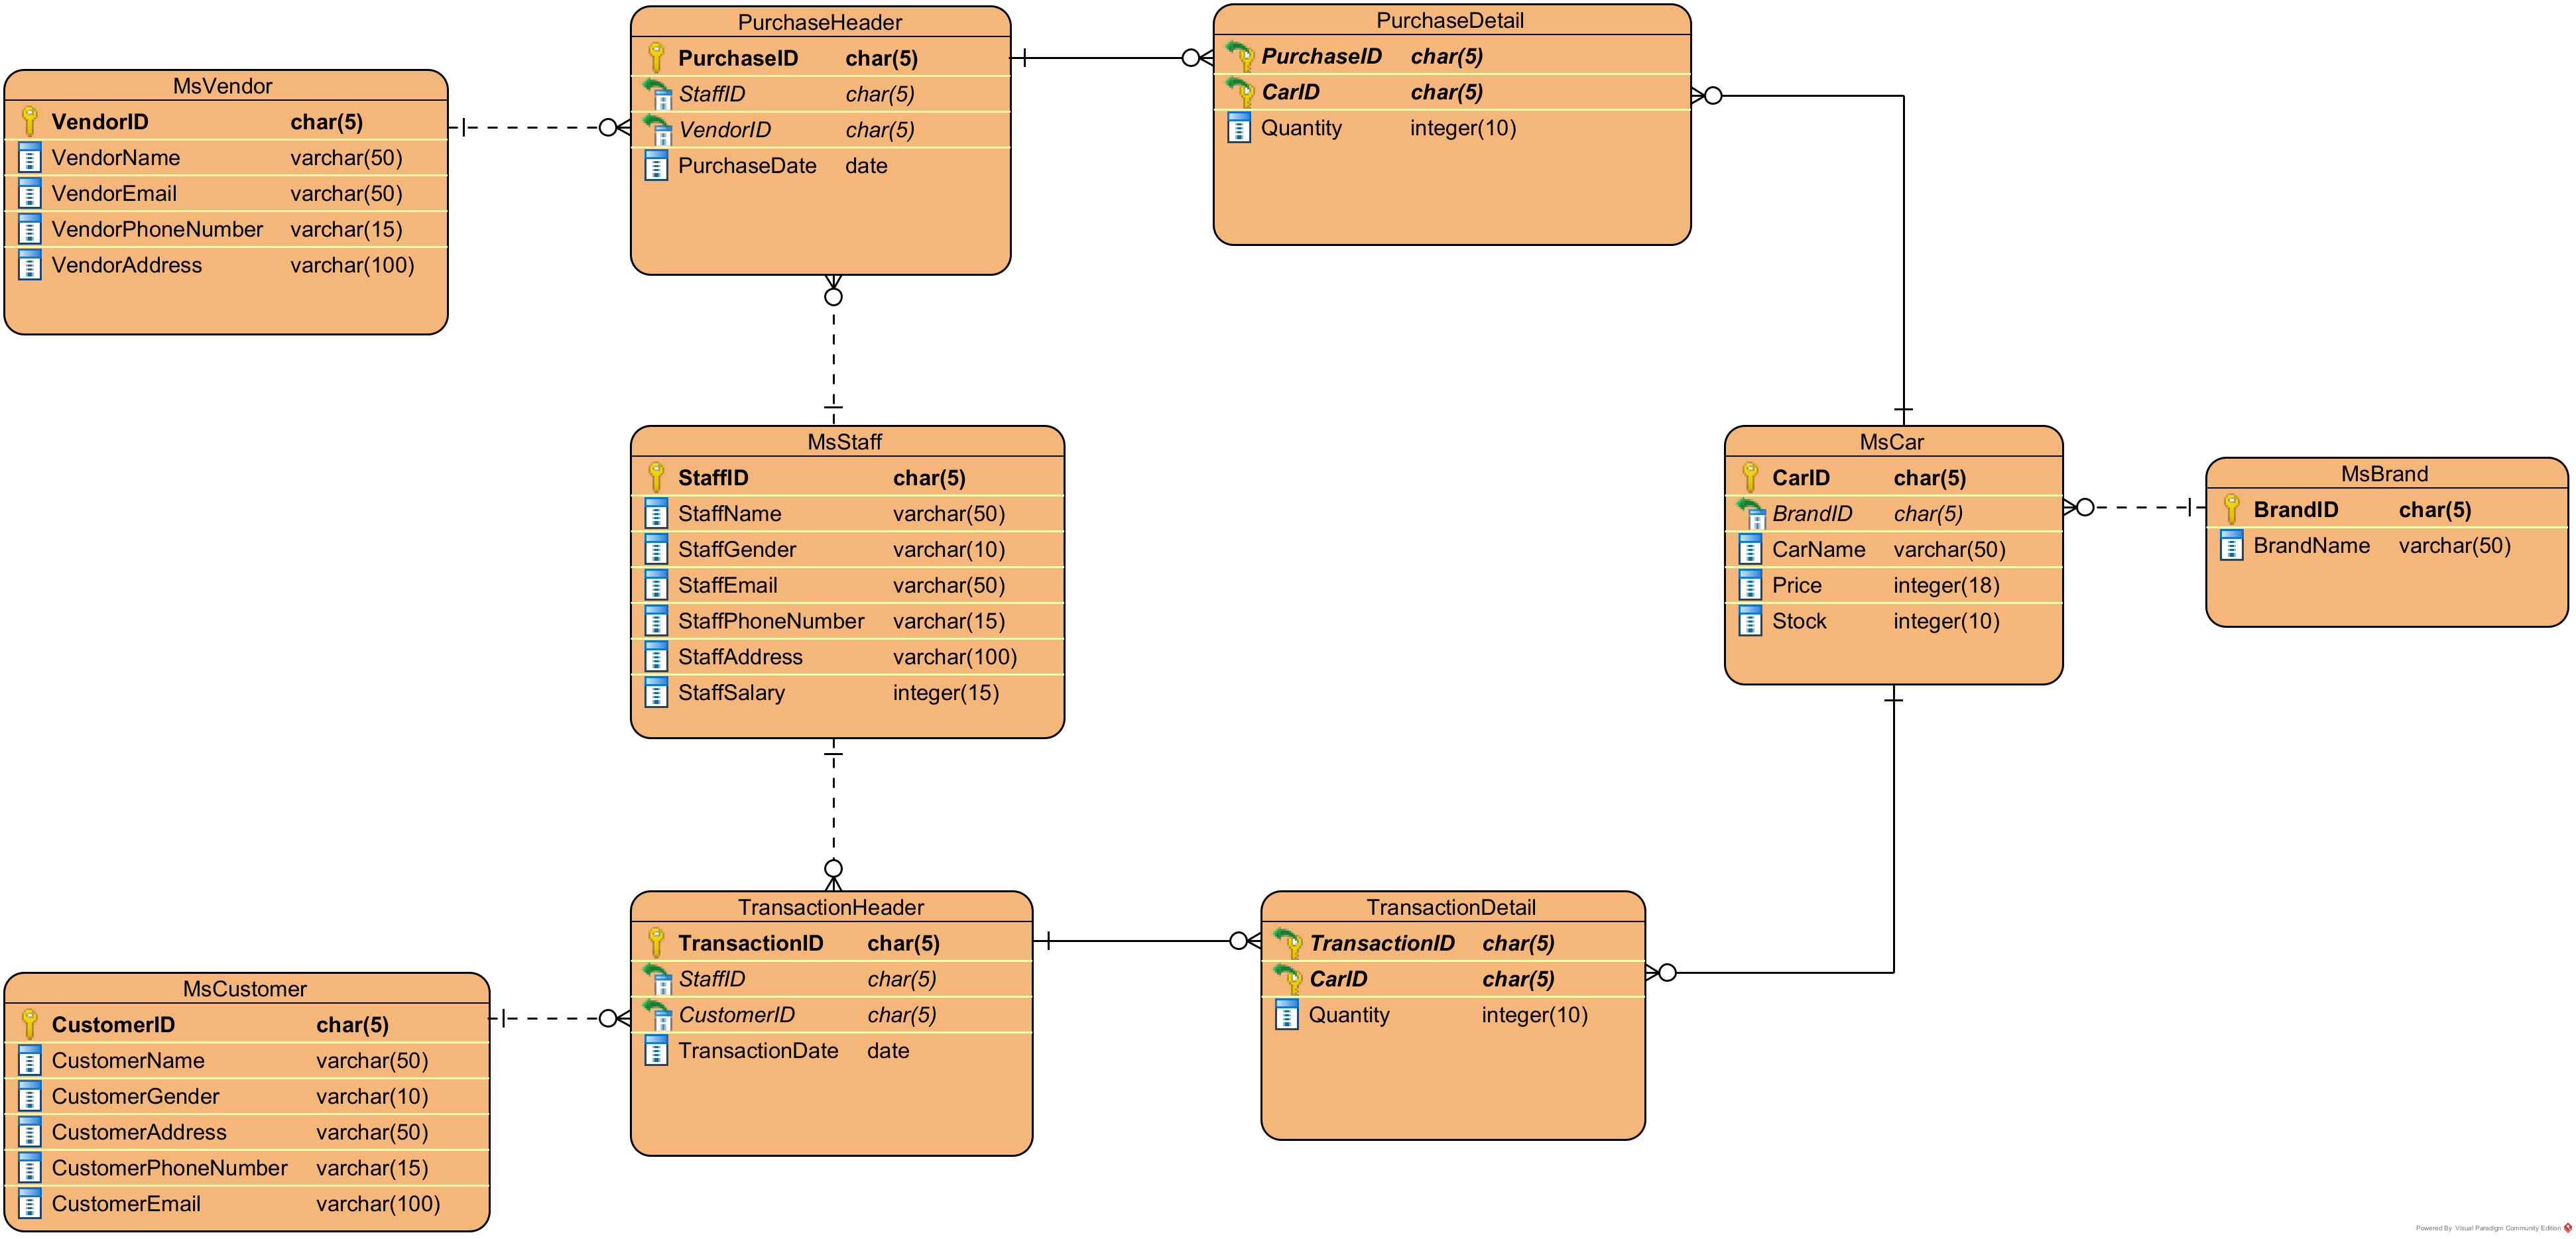 PurchaseHeader
PurchaseID char(5)
StaffID char(5)
VendorID char(5)
PurchaseDate date
PurchaseDetail
PurchaseID char(5)
CarID char(5)
Quantity integer(10)
MsVendor
VendorID char(5)
VendorName varchar(50)
VendorEmail varchar(50)
VendorPhoneNumber varchar(15)
VendorAddress varchar(100)
MsStaff
StaffID char(5)
StaffName varchar(50)
StaffGender varchar(10)
StaffEmail varchar(50)
StaffPhoneNumber varchar(15)
StaffAddress varchar(100)
StaffSalary integer(15)
MsCar
CarID char(5)
BrandID char(5)
CarName varchar(50)
Price integer(18)
Stock integer(10)
MsBrand
BrandID char(5)
BrandName varchar(50)
TransactionHeader
TransactionID char(5)
StaffID char(5)
CustomerID char(5)
TransactionDate date
TransactionDetail
TransactionID char(5)
CarID char(5)
Quantity integer(10)
MsCustomer
CustomerID char(5)
CustomerName varchar(50)
CustomerGender varchar(10)
CustomerAddress varchar(50)
CustomerPhoneNumber varchar(15)
CustomerEmail varchar(100)
Powered By Visual Paradigm Community Edition